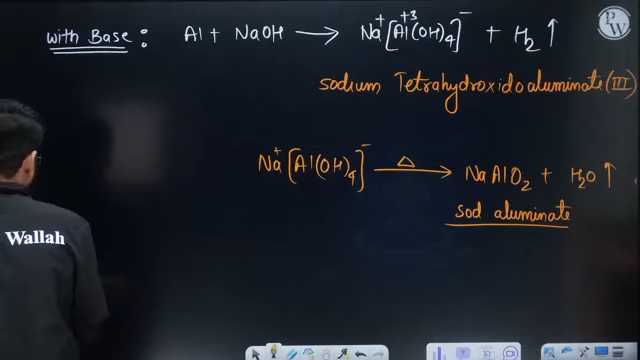 With Base : Al + NaOH ⟶ Na⁺[Al⁺³(OH)₄]⁻ + H₂ ↑
sodium Tetrahydroxidoaluminate (III)
Na⁺[Al(OH)₄]⁻ —Δ→ NaAlO₂ + H₂O ↑
sod aluminate
Wallah
PW